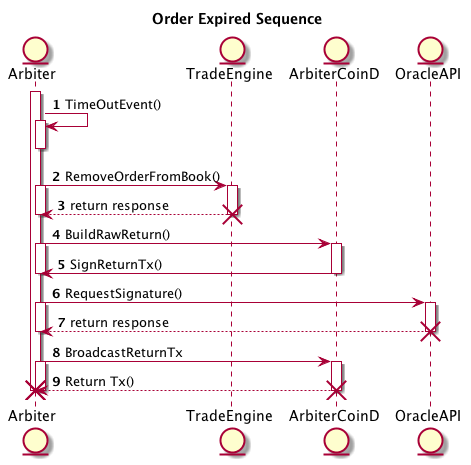 Order Expired Sequence
Arbiter TradeEngine ArbiterCoinD OracleAPI
1 TimeOutEvent()
2 RemoveOrderFromBook()
3 return response
4 BuildRawReturn()
5 SignReturnTx()
6 RequestSignature()
7 return response
8 BroadcastReturnTx
9 Return Tx()
Arbiter TradeEngine ArbiterCoinD OracleAPI